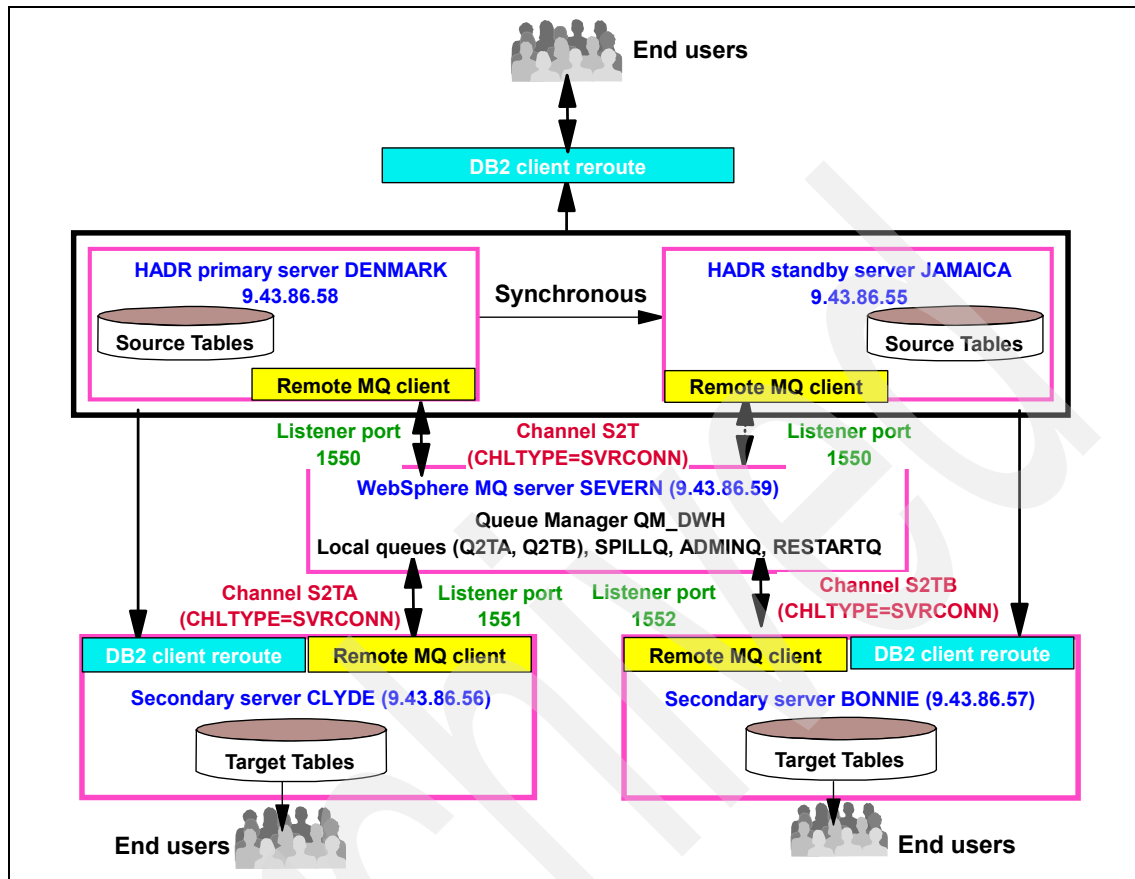 End users
DB2 client reroute
HADR primary server DENMARK
9.43.86.58
Source Tables
Remote MQ client
Synchronous
HADR standby server JAMAICA
9.43.86.55
Source Tables
Remote MQ client
Listener port
1550
Channel S2T
(CHLTYPE=SVRCONN)
Listener port
1550
WebSphere MQ server SEVERN (9.43.86.59)
Queue Manager QM_DWH
Local queues (Q2TA, Q2TB), SPILLQ, ADMINQ, RESTARTQ
Channel S2TA
(CHLTYPE=SVRCONN)
Listener port
1551
Listener port
1552
Channel S2TB
(CHLTYPE=SVRCONN)
DB2 client reroute
Remote MQ client
Secondary server CLYDE (9.43.86.56)
Target Tables
End users
Remote MQ client
DB2 client reroute
Secondary server BONNIE (9.43.86.57)
Target Tables
End users